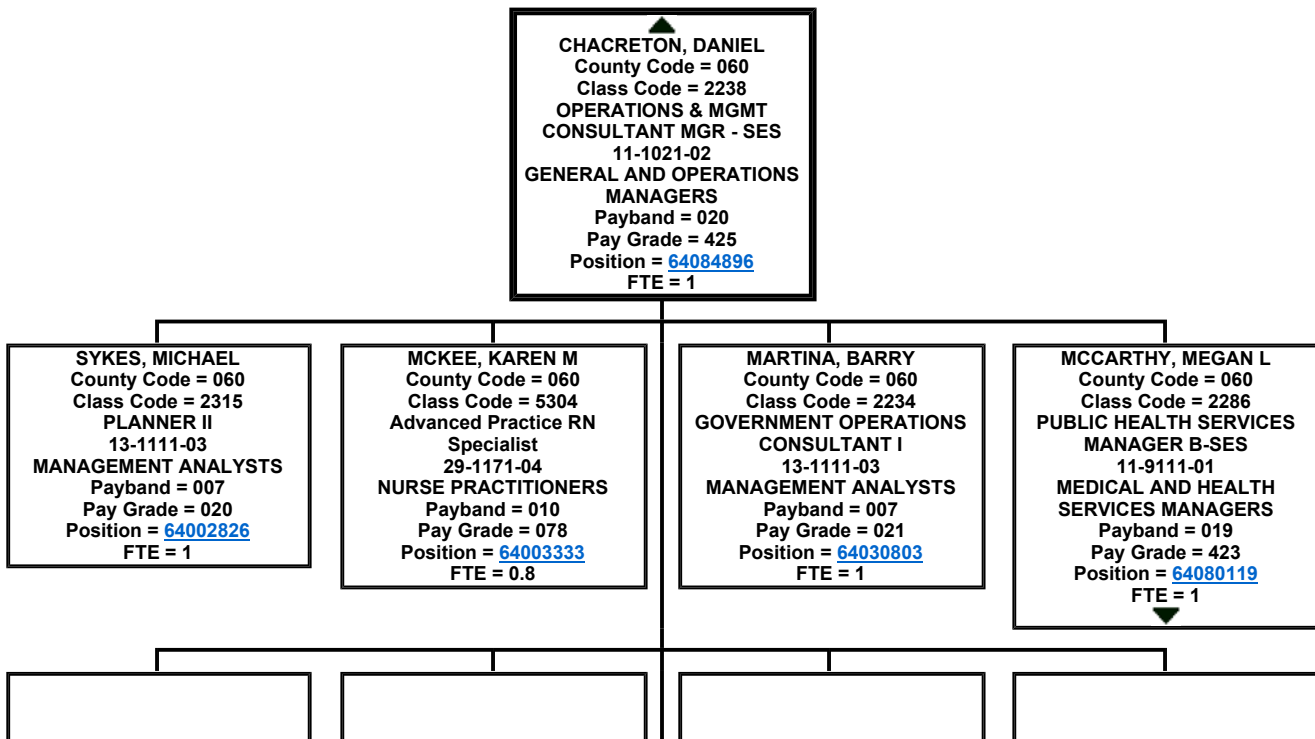 CHACRETON, DANIEL
County Code = 060
Class Code = 2238
OPERATIONS & MGMT
CONSULTANT MGR - SES
11-1021-02
GENERAL AND OPERATIONS
MANAGERS
Payband = 020
Pay Grade = 425
Position = 64084896
FTE = 1
SYKES, MICHAEL
County Code = 060
Class Code = 2315
PLANNER II
13-1111-03
MANAGEMENT ANALYSTS
Payband = 007
Pay Grade = 020
Position = 64002826
FTE = 1
MCKEE, KAREN M
County Code = 060
Class Code = 5304
Advanced Practice RN
Specialist
29-1171-04
NURSE PRACTITIONERS
Payband = 010
Pay Grade = 078
Position = 64003333
FTE = 0.8
MARTINA, BARRY
County Code = 060
Class Code = 2234
GOVERNMENT OPERATIONS
CONSULTANT I
13-1111-03
MANAGEMENT ANALYSTS
Payband = 007
Pay Grade = 021
Position = 64030803
FTE = 1
MCCARTHY, MEGAN L
County Code = 060
Class Code = 2286
PUBLIC HEALTH SERVICES
MANAGER B-SES
11-9111-01
MEDICAL AND HEALTH
SERVICES MANAGERS
Payband = 019
Pay Grade = 423
Position = 64080119
FTE = 1